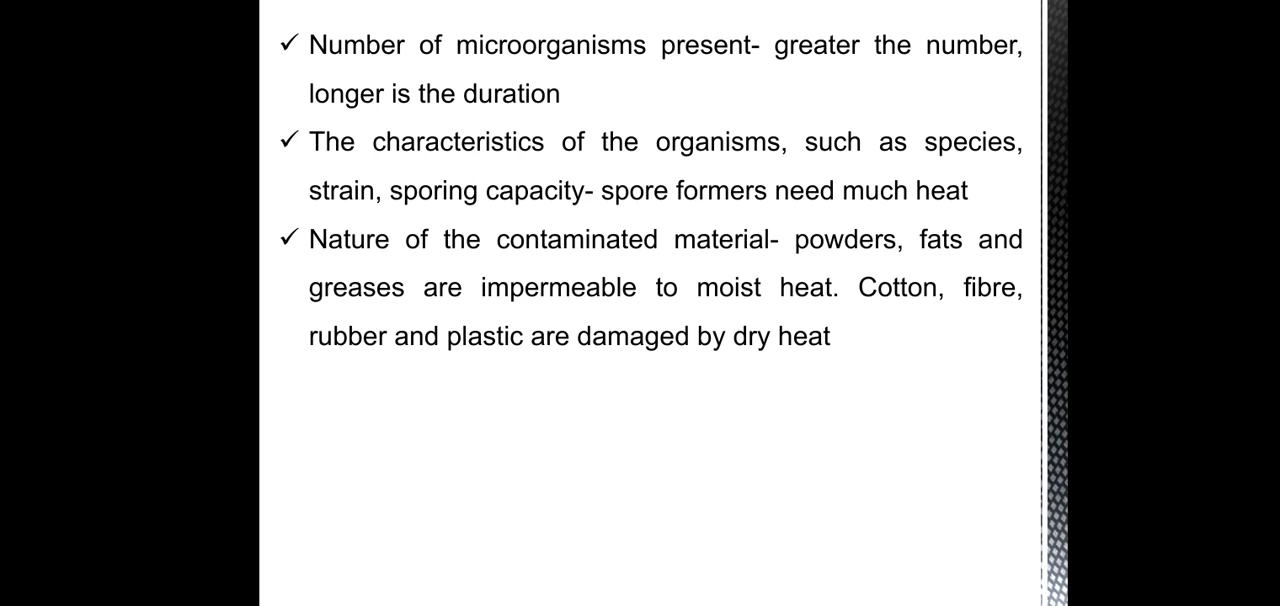 ✓ Number of microorganisms present- greater the number,
longer is the duration
✓ The characteristics of the organisms, such as species,
strain, sporing capacity- spore formers need much heat
✓ Nature of the contaminated material- powders, fats and
greases are impermeable to moist heat. Cotton, fibre,
rubber and plastic are damaged by dry heat